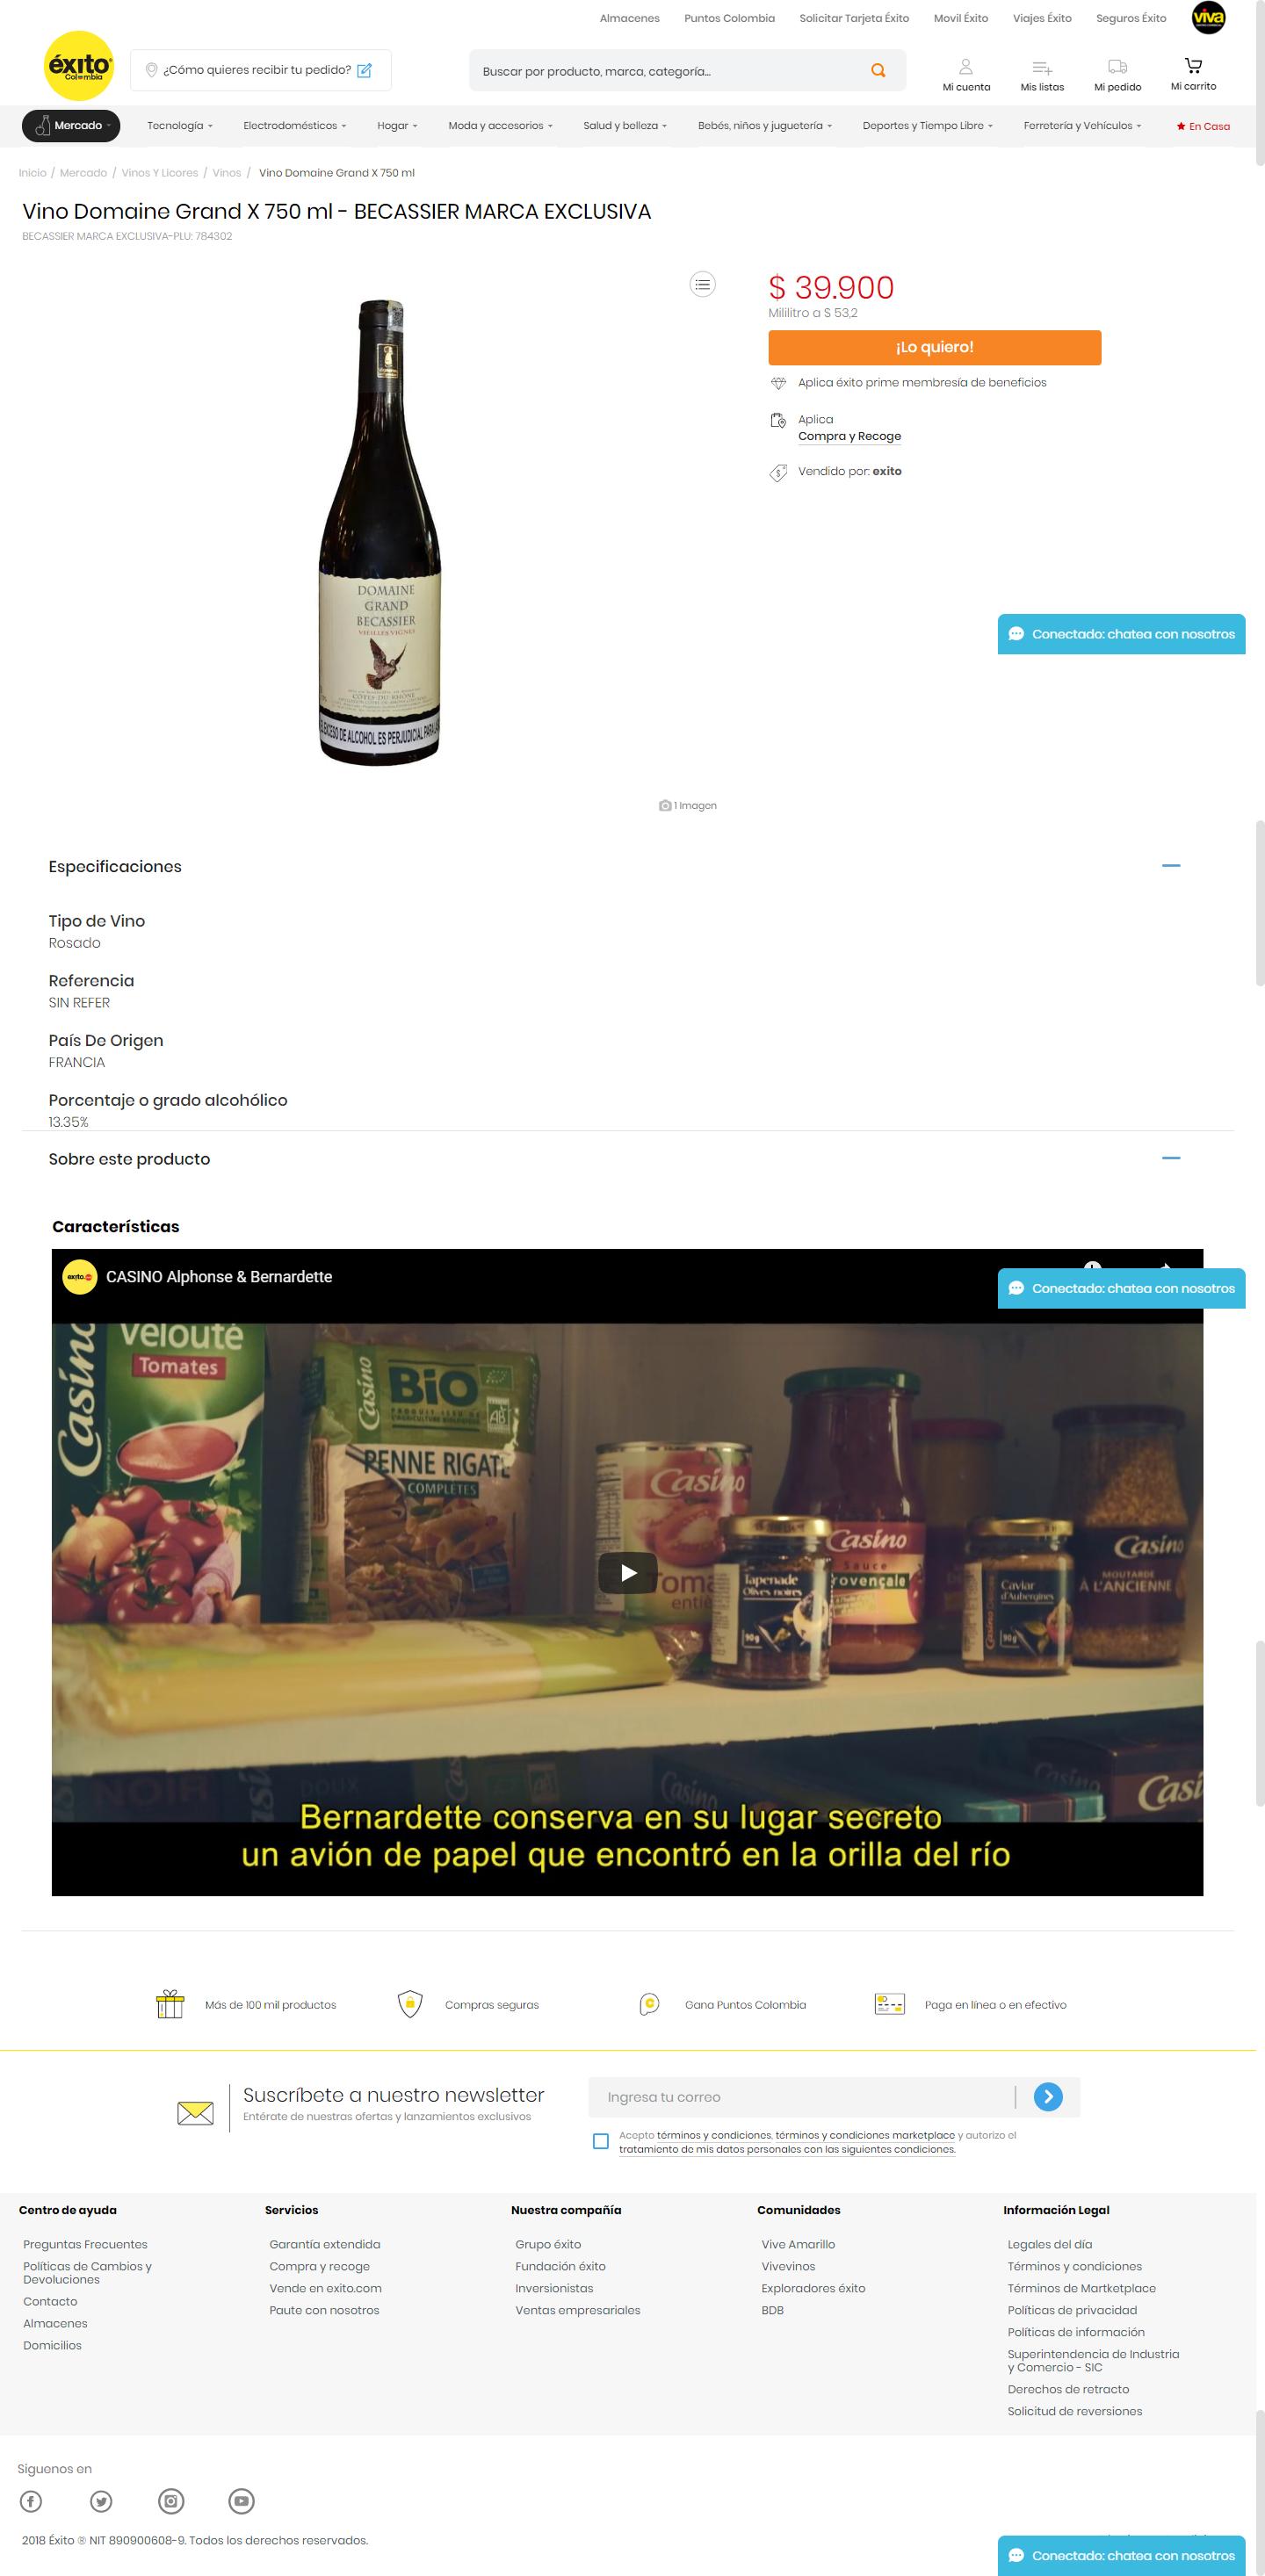 Almacenes Puntos Colombia Solicitar Tarjeta Éxito Movil Éxito Viajes Éxito Seguros Éxito viva
éxito
Colombia
¿Cómo quieres recibir tu pedido?
Buscar por producto, marca, categoría...
Mi cuenta Mis listas Mi pedido Mi carrito
Mercado Tecnología Electrodomésticos Hogar Moda y accesorios Salud y belleza Bebés, niños y juguetería Deportes y Tiempo Libre Ferretería y Vehículos En Casa
Inicio / Mercado / Vinos Y Licores / Vinos / Vino Domaine Grand X 750 ml
Vino Domaine Grand X 750 ml - BECASSIER MARCA EXCLUSIVA
BECASSIER MARCA EXCLUSIVA-PLU: 784302
$ 39.900
Mililitro a $ 53,2
¡Lo quiero!
Aplica éxito prime membresía de beneficios
Aplica
Compra y Recoge
Vendido por: exito
DOMAINE
GRAND
BECASSIER
VIEILLES VIGNES
CÔTES DU RHÔNE
EL EXCESO DE ALCOHOL ES PERJUDICIAL PARA LA
Conectado: chatea con nosotros
1 Imagen
Especificaciones
Tipo de Vino
Rosado
Referencia
SIN REFER
País De Origen
FRANCIA
Porcentaje o grado alcohólico
13.35%
Sobre este producto
Características
exito.com CASINO Alphonse & Bernardette
Conectado: chatea con nosotros
Velouté
Tomates
Casino
Casino
BIO
AB
PENNE RIGATE
COMPLÈTES
Casino
Casino
Sauce
Provençale
Tapenade
Olives noires
90g
Caviar
d'Aubergines
90g
Casino
MOUTARDE
À L'ANCIENNE
NOIR
DOUX
Casino
Casino
Casi
Bernardette conserva en su lugar secreto
un avión de papel que encontró en la orilla del río
Más de 100 mil productos Compras seguras Gana Puntos Colombia Paga en línea o en efectivo
Suscríbete a nuestro newsletter
Entérate de nuestras ofertas y lanzamientos exclusivos
Ingresa tu correo
Acepto términos y condiciones, términos y condiciones marketplace y autorizo el
tratamiento de mis datos personales con las siguientes condiciones.
Centro de ayuda
Preguntas Frecuentes
Políticas de Cambios y
Devoluciones
Contacto
Almacenes
Domicilios
Servicios
Garantía extendida
Compra y recoge
Vende en exito.com
Paute con nosotros
Nuestra compañía
Grupo éxito
Fundación éxito
Inversionistas
Ventas empresariales
Comunidades
Vive Amarillo
Vivevinos
Exploradores éxito
BDB
Información Legal
Legales del día
Términos y condiciones
Términos de Martketplace
Políticas de privacidad
Políticas de información
Superintendencia de Industria
y Comercio - SIC
Derechos de retracto
Solicitud de reversiones
Síguenos en
2018 Éxito ® NIT 890900608-9. Todos los derechos reservados.
Conectado: chatea con nosotros